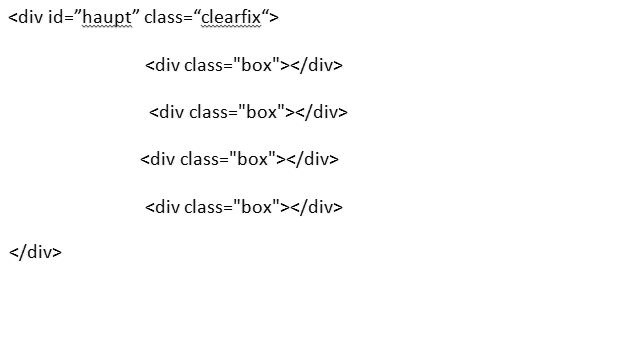 <div id=”haupt” class=“clearfix“>
<div class="box"></div>
<div class="box"></div>
<div class="box"></div>
<div class="box"></div>
</div>